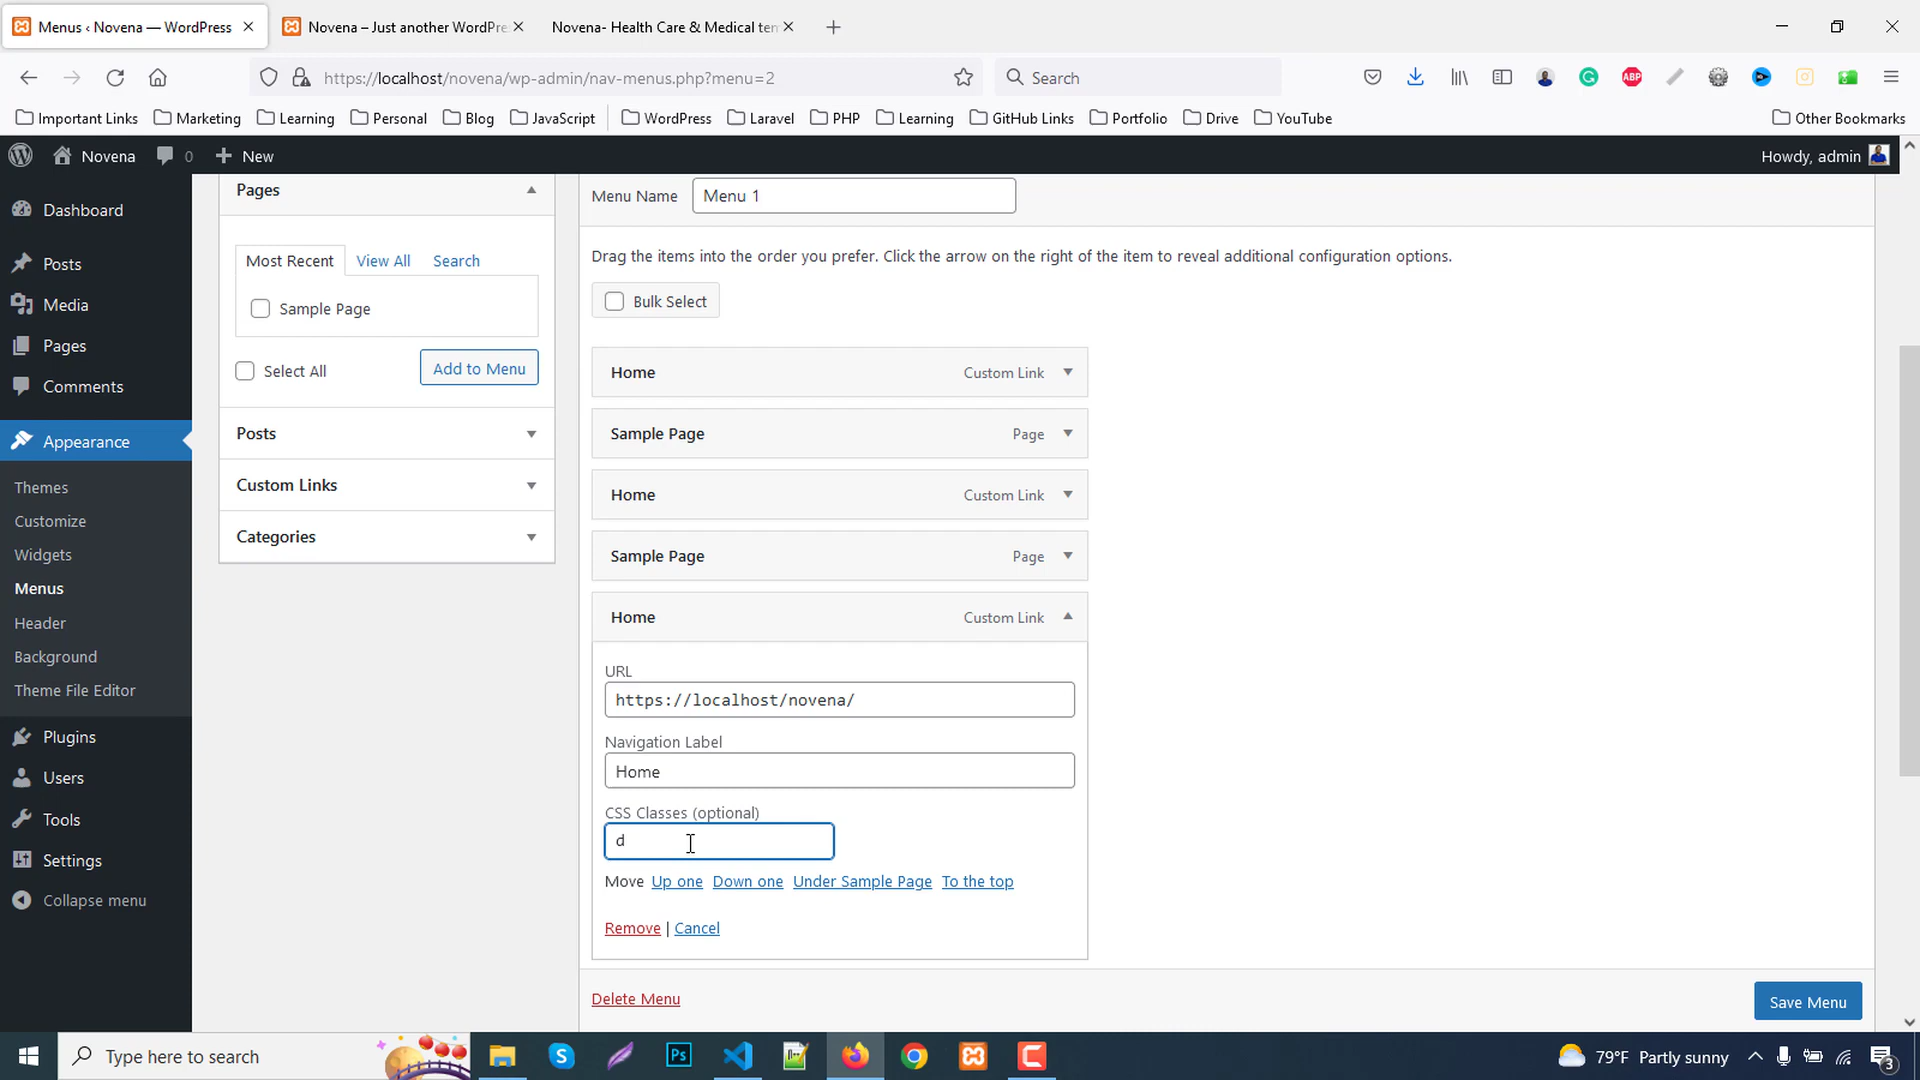 Menus ‹ Novena — WordPress
Novena – Just another WordPre
Novena- Health Care & Medical tem
https://localhost/novena/wp-admin/nav-menus.php?menu=2
Search
ABP
Important Links
Marketing
Learning
Personal
Blog
JavaScript
WordPress
Laravel
PHP
Learning
GitHub Links
Portfolio
Drive
YouTube
Other Bookmarks
Novena
0
New
Howdy, admin
Dashboard
Posts
Media
Pages
Comments
Appearance
Themes
Customize
Widgets
Menus
Header
Background
Theme File Editor
Plugins
Users
Tools
Settings
Collapse menu
Pages
Most Recent
View All
Search
Sample Page
Select All
Add to Menu
Posts
Custom Links
Categories
Menu Name
Menu 1
Drag the items into the order you prefer. Click the arrow on the right of the item to reveal additional configuration options.
Bulk Select
Home Custom Link
Sample Page Page
Home Custom Link
Sample Page Page
Home Custom Link
URL
https://localhost/novena/
Navigation Label
Home
CSS Classes (optional)
d
Move Up one Down one Under Sample Page To the top
Remove | Cancel
Delete Menu
Save Menu
Type here to search
Ps
79°F Partly sunny
3